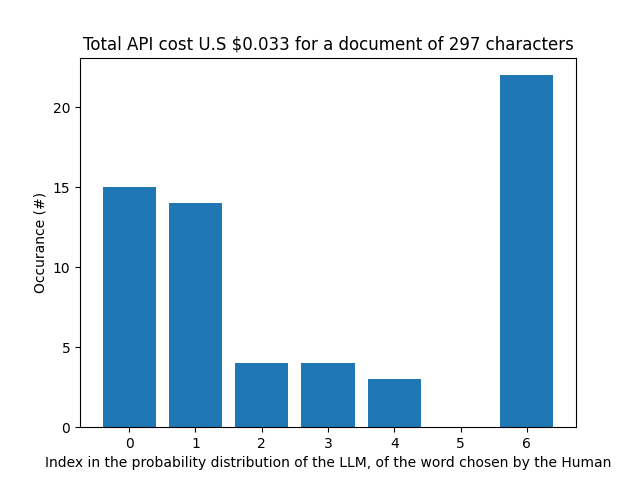 Total API cost U.S $0.033 for a document of 297 characters
20
15
10
5
0
Occurance (#)
0 1 2 3 4 5 6
Index in the probability distribution of the LLM, of the word chosen by the Human